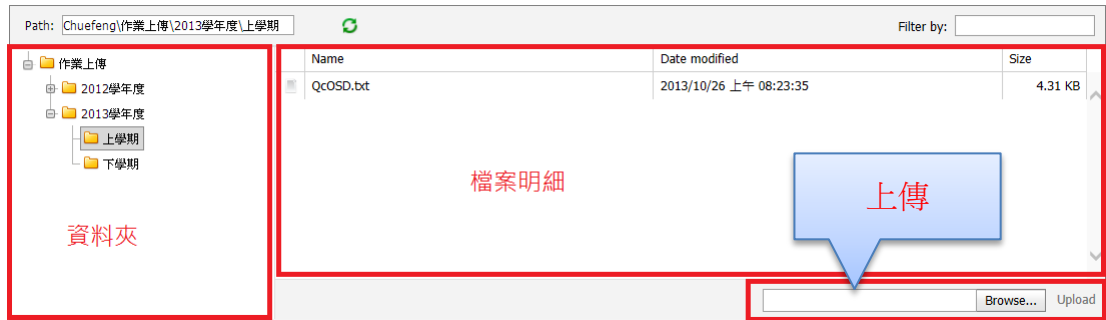 Path: Chuefeng\作業上傳\2013學年度\上學期 Filter by:
作業上傳
2012學年度
2013學年度
上學期
下學期
資料夾
Name Date modified Size
QcOSD.txt 2013/10/26 上午 08:23:35 4.31 KB
檔案明細
上傳
Browse... Upload